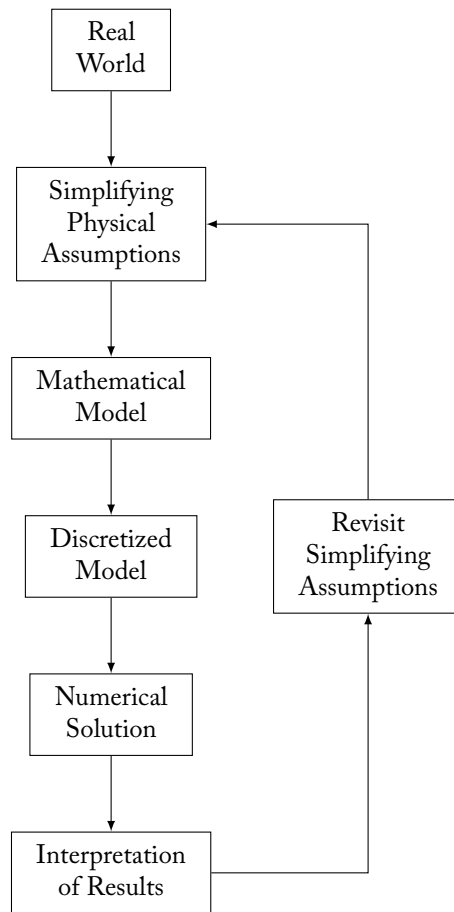 Real
World
Simplifying
Physical
Assumptions
Mathematical
Model
Discretized
Model
Revisit
Simplifying
Assumptions
Numerical
Solution
Interpretation
of Results